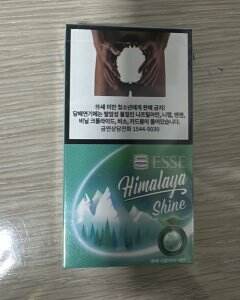 19세 미만 청소년에게 판매 금지!
담배연기에는 발암성 물질인 나프틸아민, 니켈, 벤젠,
비닐 크롤라이드, 비소, 카드뮴이 들어있습니다.
금연상담전화 1544-9030
ESSE
Himalaya
Shine